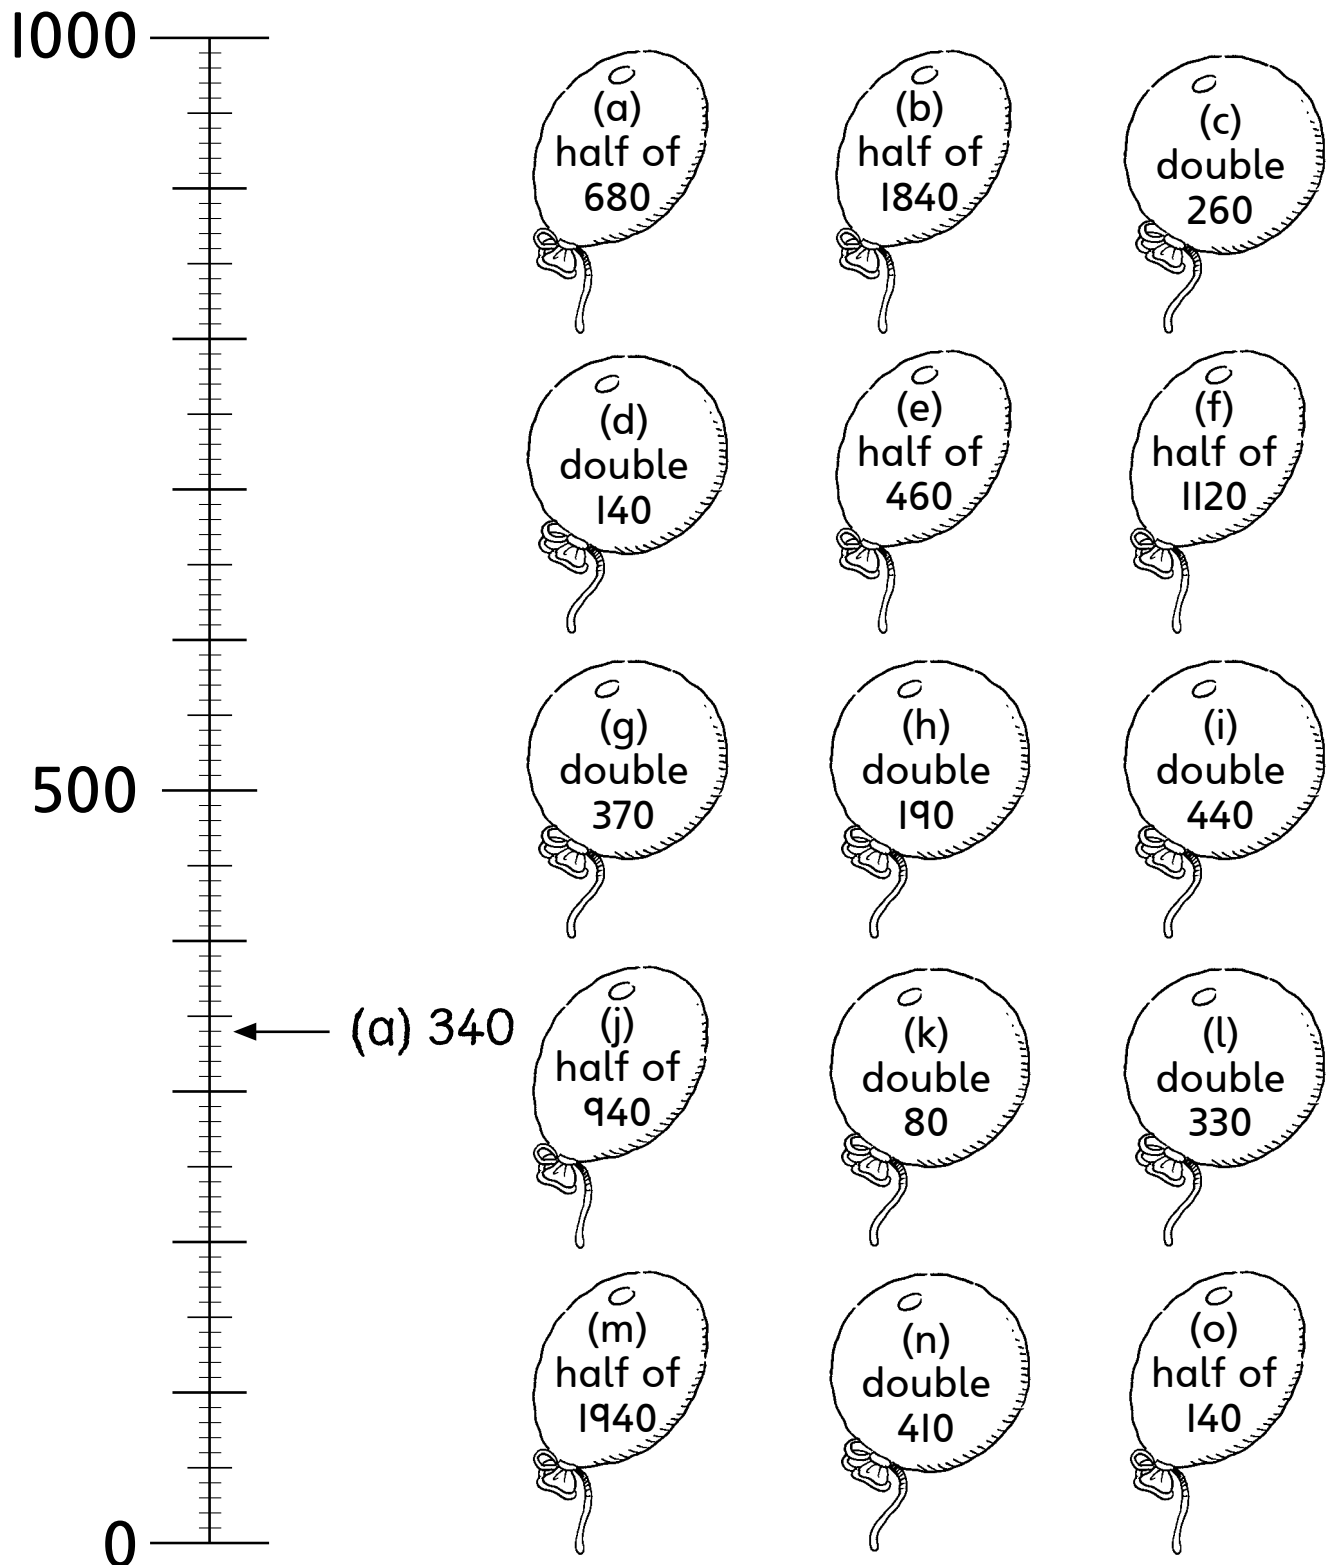 1000
(a)
half of
680
(b)
half of
1840
(c)
double
260
(d)
double
140
(e)
half of
460
(f)
half of
1120
(g)
double
370
(h)
double
190
(i)
double
440
500
(a) 340
(j)
half of
940
(k)
double
80
(l)
double
330
(m)
half of
1940
(n)
double
410
(o)
half of
140
0